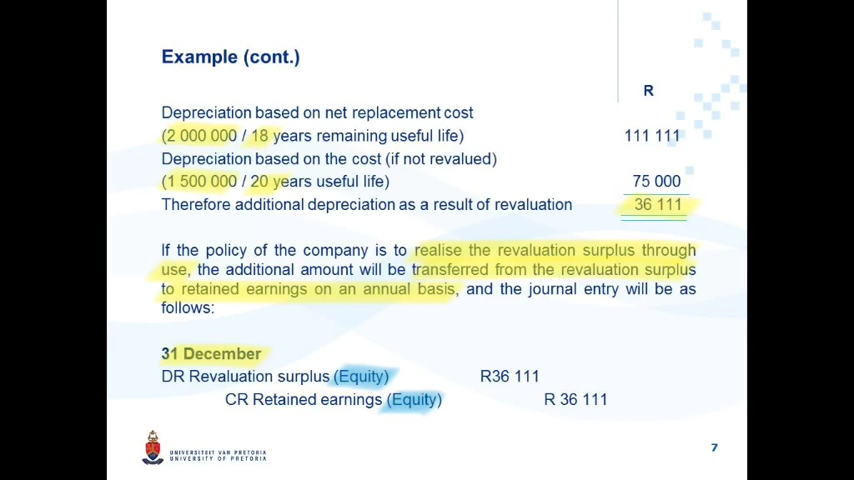 Example (cont.)
R
Depreciation based on net replacement cost
(2 000 000 / 18 years remaining useful life) 111 111
Depreciation based on the cost (if not revalued)
(1 500 000 / 20 years useful life) 75 000
Therefore additional depreciation as a result of revaluation 36 111
If the policy of the company is to realise the revaluation surplus through
use, the additional amount will be transferred from the revaluation surplus
to retained earnings on an annual basis, and the journal entry will be as
follows:
31 December
DR Revaluation surplus (Equity) R36 111
CR Retained earnings (Equity) R 36 111
UNIVERSITEIT VAN PRETORIA
UNIVERSITY OF PRETORIA
7